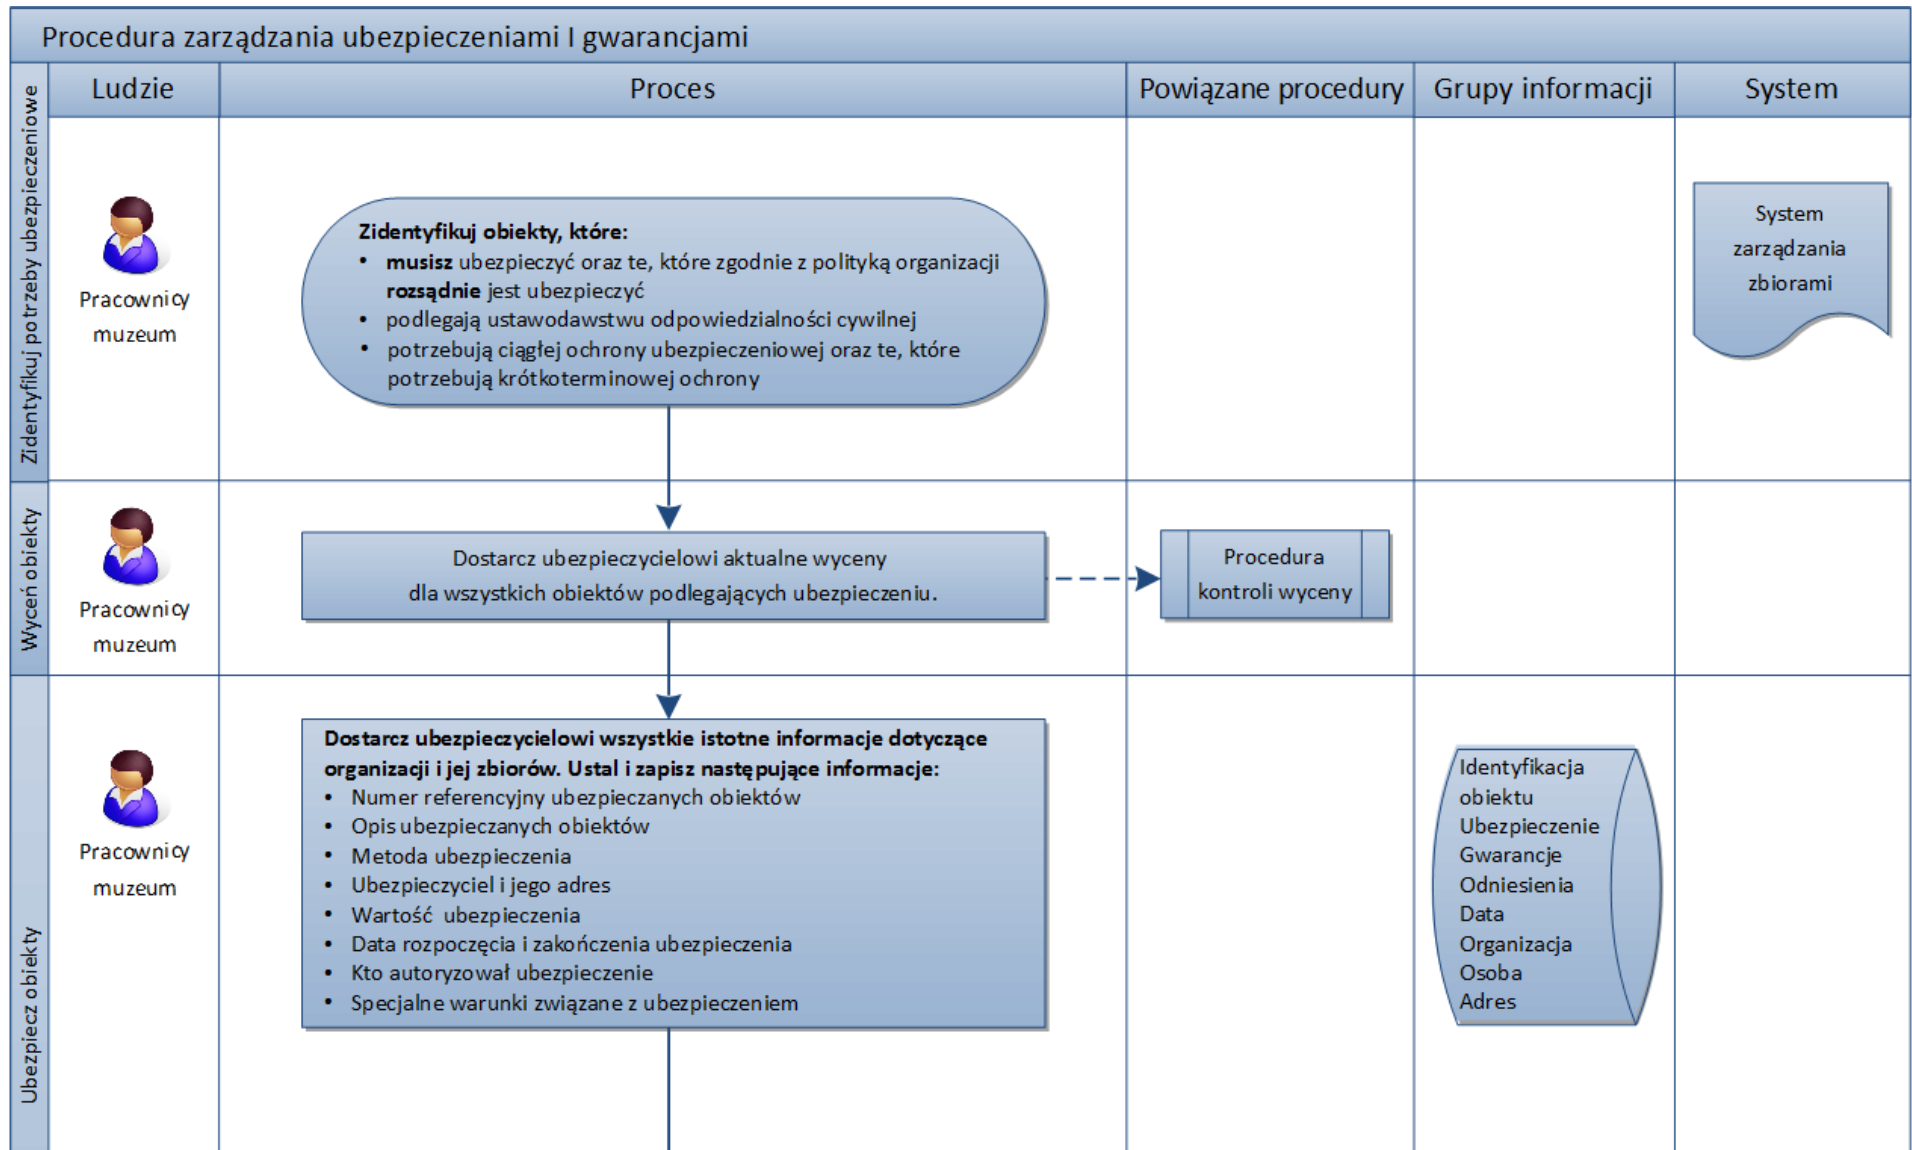 Procedura zarządzania ubezpieczeniami I gwarancjami
Ludzie
Proces
Powiązane procedury
Grupy informacji
System
Zidentyfikuj potrzeby ubezpieczeniowe
Pracownicy
muzeum
Zidentyfikuj obiekty, które:
• musisz ubezpieczyć oraz te, które zgodnie z polityką organizacji
rozsądnie jest ubezpieczyć
• podlegają ustawodawstwu odpowiedzialności cywilnej
• potrzebują ciągłej ochrony ubezpieczeniowej oraz te, które
potrzebują krótkoterminowej ochrony
System
zarządzania
zbiorami
Wyceń obiekty
Pracownicy
muzeum
Dostarcz ubezpieczycielowi aktualne wyceny
dla wszystkich obiektów podlegających ubezpieczeniu.
Procedura
kontroli wyceny
Ubezpiecz obiekty
Pracownicy
muzeum
Dostarcz ubezpieczycielowi wszystkie istotne informacje dotyczące
organizacji i jej zbiorów. Ustal i zapisz następujące informacje:
• Numer referencyjny ubezpieczanych obiektów
• Opis ubezpieczanych obiektów
• Metoda ubezpieczenia
• Ubezpieczyciel i jego adres
• Wartość ubezpieczenia
• Data rozpoczęcia i zakończenia ubezpieczenia
• Kto autoryzował ubezpieczenie
• Specjalne warunki związane z ubezpieczeniem
Identyfikacja
obiektu
Ubezpieczenie
Gwarancje
Odniesienia
Data
Organizacja
Osoba
Adres